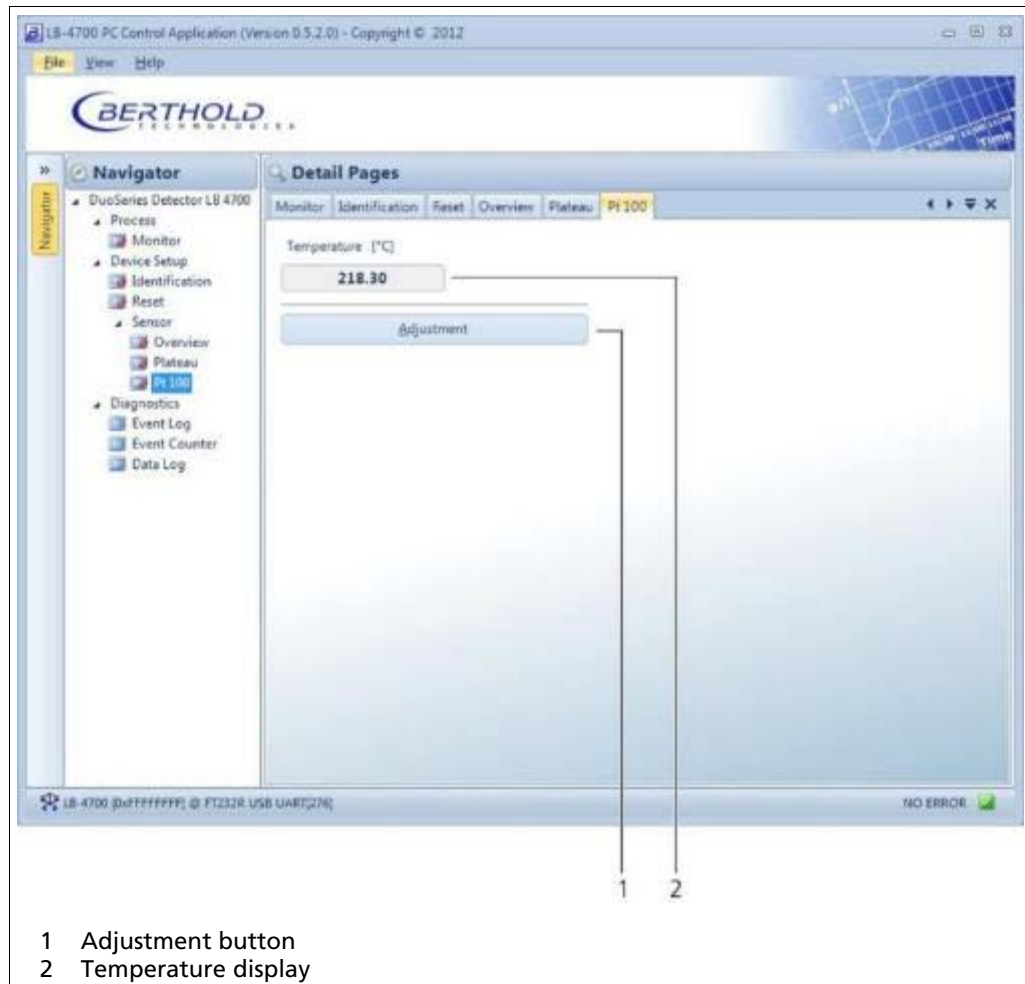 LB-4700 PC Control Application (Version 0.5.2.0) - Copyright © 2012
File View Help
BERTHOLD
TECHNOLOGIES
Time
Navigator
Navigator
DuoSeries Detector LB 4700
Process
Monitor
Device Setup
Identification
Reset
Sensor
Overview
Plateau
Pt 100
Diagnostics
Event Log
Event Counter
Data Log
Detail Pages
Monitor Identification Reset Overview Plateau Pt 100
Temperature [°C]
218.30
Adjustment
LB-4700 [0xFFFFFFFF] @ FT232R USB UART[276]
NO ERROR
1 2
1 Adjustment button
2 Temperature display